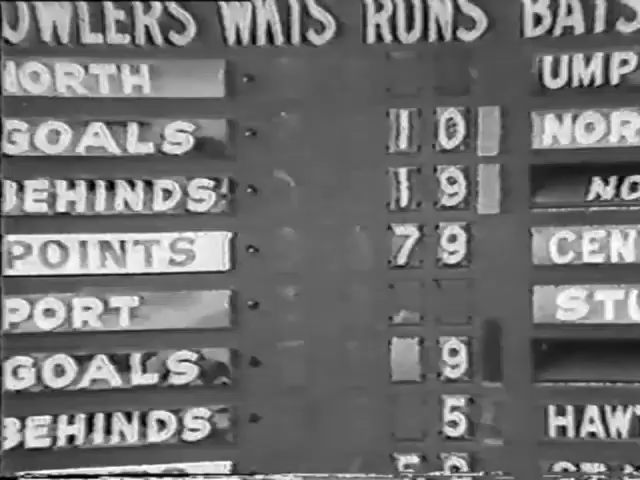 OWLERS WKTS RUNS BATS
NORTH UMP
GOALS 10 NOR
BEHINDS 19 NO
POINTS 79 CEN
PORT STU
GOALS 9
BEHINDS 5 HAW